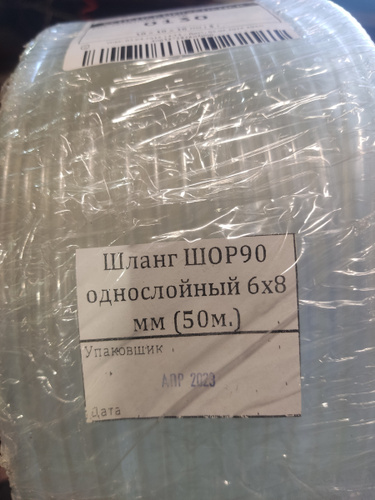 Шланг ШОР90
однослойный 6х8
мм (50м.)
Упаковщик
АПР 2023
Дата